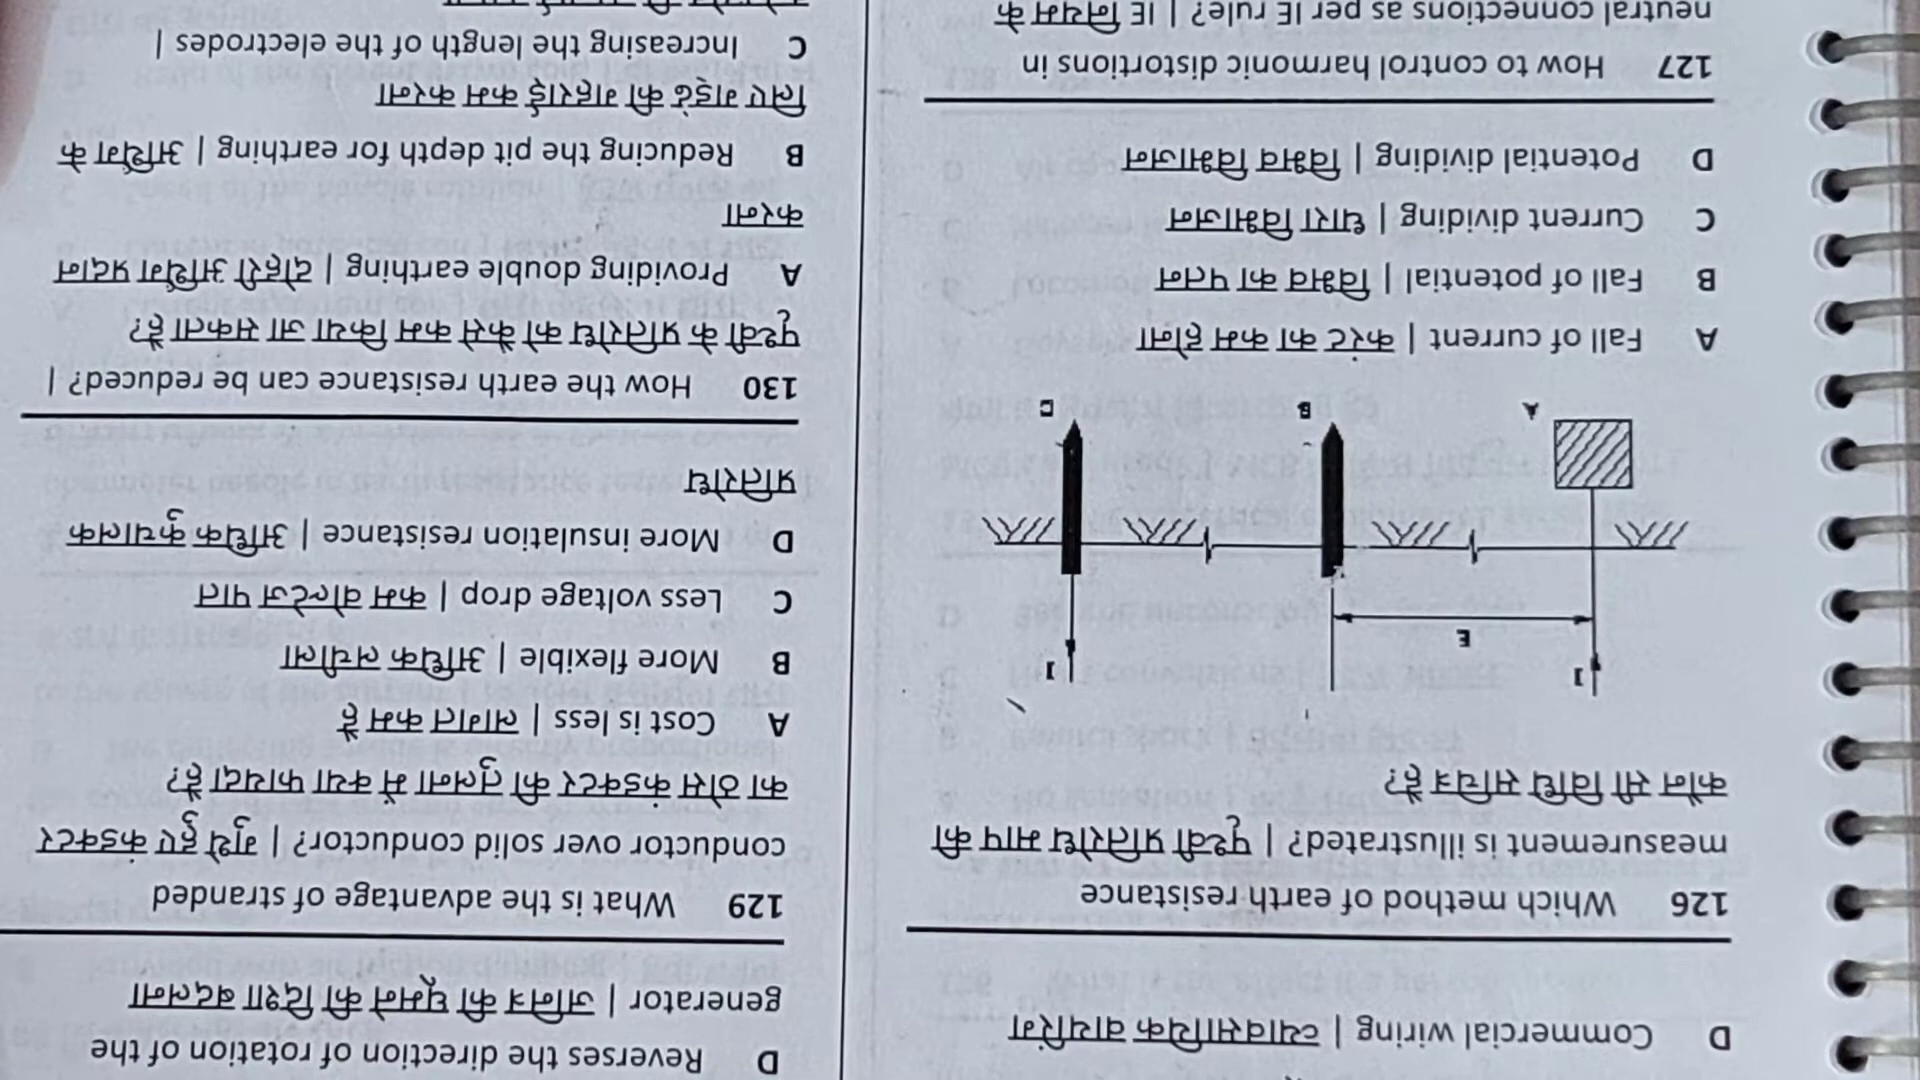 D Commercial wiring | व्यावसायिक वायरिंग
126 Which method of earth resistance
measurement is illustrated? | पृथ्वी प्रतिरोध माप की
कौन सी विधि सचित्र है?
I
I
E
A
B
C
A Fall of current | करंट का कम होना
B Fall of potential | विभव का पतन
C Current dividing | धारा विभाजन
D Potential dividing | विभव विभाजन
127 How to control harmonic distortions in
neutral connections as per IE rule? | IE नियम के
D Reverses the direction of rotation of the
generator | जनित्र की घूमने की दिशा बदलना
129 What is the advantage of stranded
conductor over solid conductor? | गुथे हुए कंडक्टर
का ठोस कंडक्टर की तुलना में क्या फायदा है?
A Cost is less | लागत कम है
B More flexible | अधिक लचीला
C Less voltage drop | कम वोल्टेज पात
D More insulation resistance | अधिक कुचालक
प्रतिरोध
130 How the earth resistance can be reduced? |
पृथ्वी के प्रतिरोध को कैसे कम किया जा सकता है?
A Providing double earthing | दोहरी अर्थिंग प्रदान
करना
B Reducing the pit depth for earthing | अर्थिंग के
लिए गड्ढे की गहराई कम करना
C Increasing the length of the electrodes |